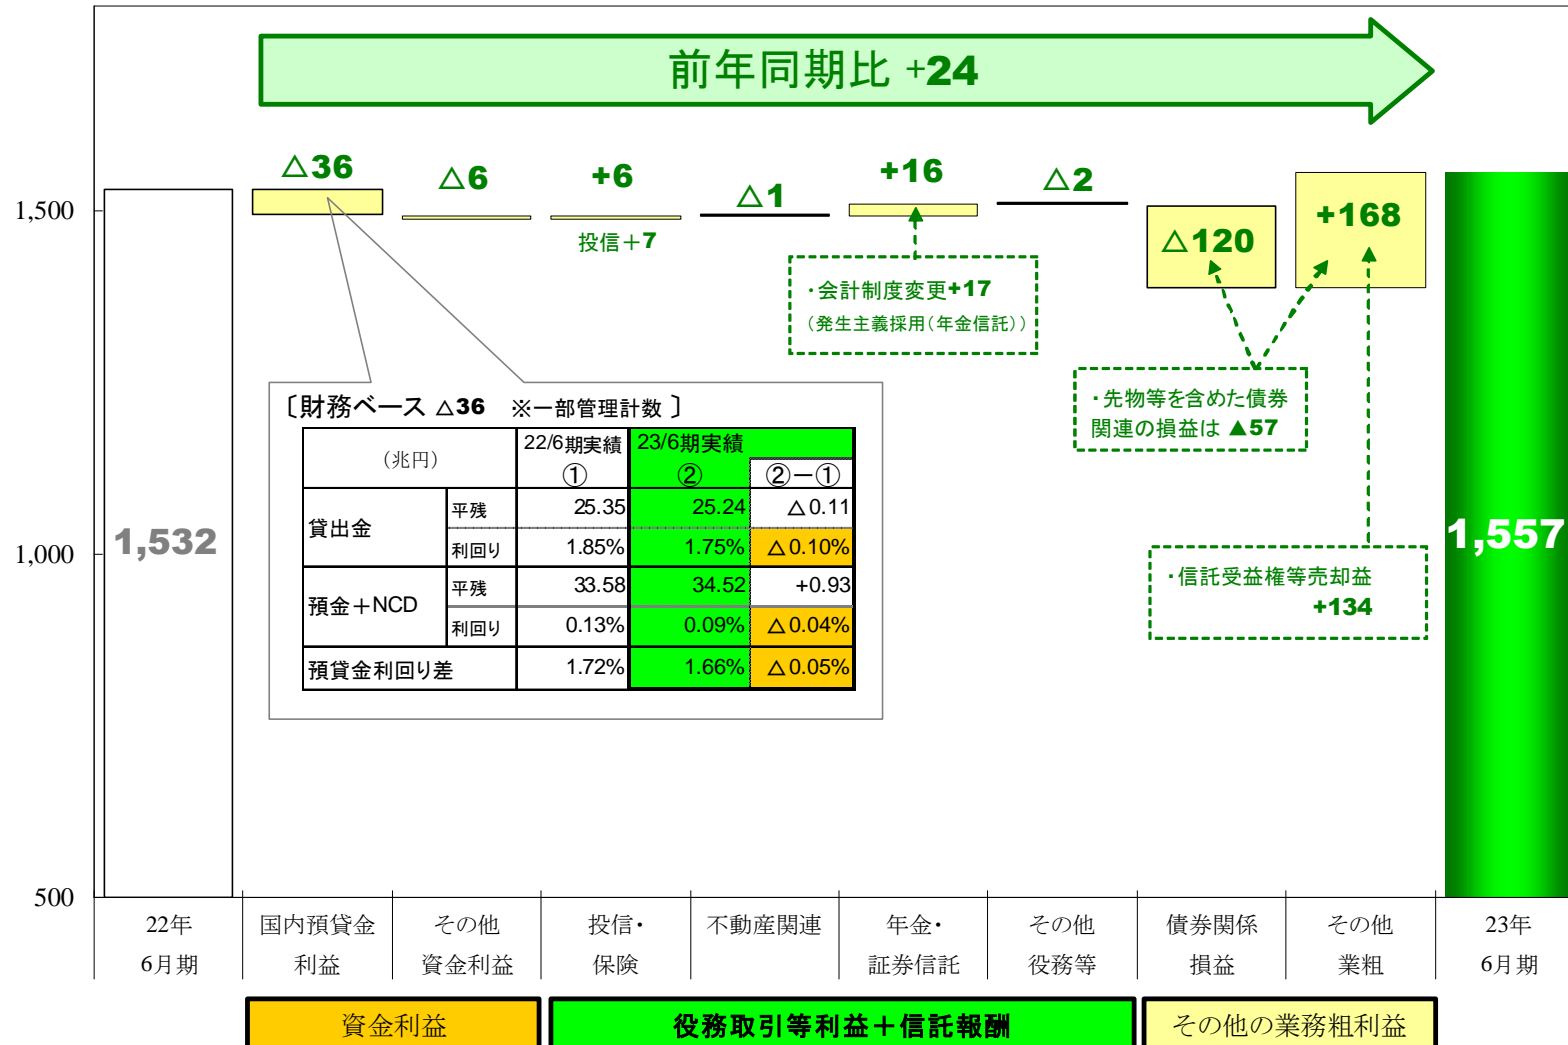 前年同期比 +24
△36
△6
+6
△1
+16
△2
△120
+168
投信＋7
1,500
1,000
500
・会計制度変更+17
（発生主義採用（年金信託））
・先物等を含めた債券
関連の損益は ▲57
・信託受益権等売却益
+134
1,532
1,557
〔財務ベース △36 ※一部管理計数 〕
（兆円） 22/6期実績 23/6期実績
① ② ②－①
貸出金 平残 25.35 25.24 △0.11
利回り 1.85% 1.75% △0.10%
預金＋NCD 平残 33.58 34.52 +0.93
利回り 0.13% 0.09% △0.04%
預貸金利回り差 1.72% 1.66% △0.05%
22年 国内預貸金 その他 投信・ 不動産関連 年金・ その他 債券関係 その他 23年
6月期 利益 資金利益 保険 証券信託 役務等 損益 業粗 6月期
資金利益 役務取引等利益＋信託報酬 その他の業務粗利益